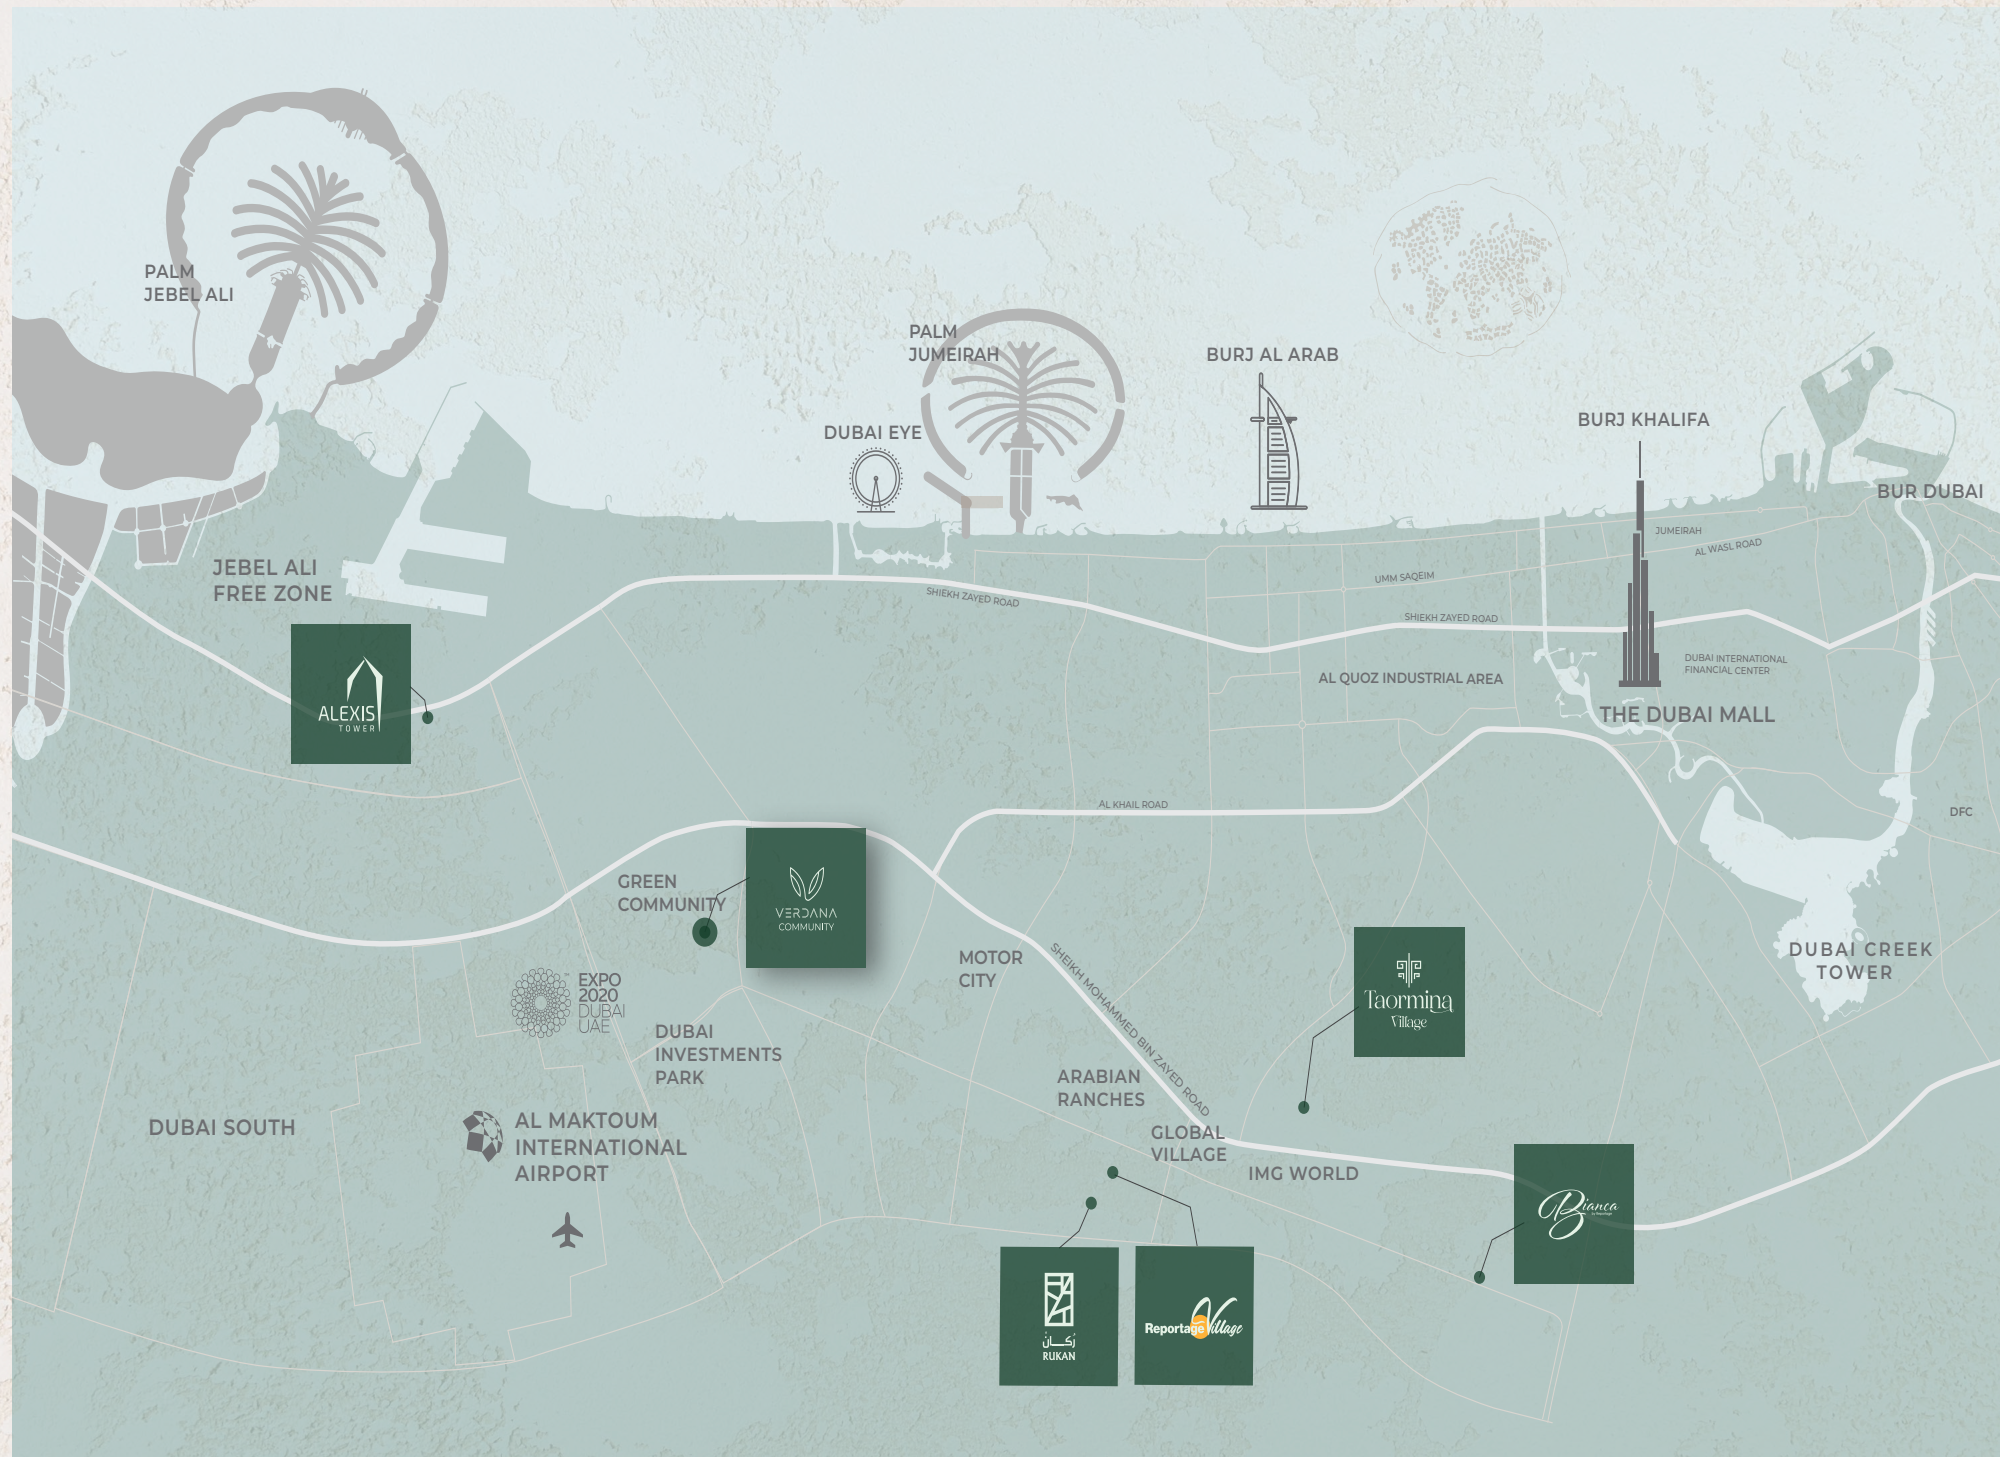 PALM
JEBEL ALI
PALM
JUMEIRAH
BURJ AL ARAB
BURJ KHALIFA
DUBAI EYE
BUR DUBAI
JUMEIRAH
AL WASL ROAD
UMM SAQEIM
JEBEL ALI
FREE ZONE
SHIEKH ZAYED ROAD
SHIEKH ZAYED ROAD
DUBAI INTERNATIONAL
FINANCIAL CENTER
AL QUOZ INDUSTRIAL AREA
ALEXIS
TOWER
THE DUBAI MALL
AL KHAIL ROAD
DFC
GREEN
COMMUNITY
VERDANA
COMMUNITY
MOTOR
CITY
SHEIKH MOHAMMED BIN ZAYED ROAD
DUBAI CREEK
TOWER
Taormina
Village
EXPO
2020
DUBAI
UAE
DUBAI
INVESTMENTS
PARK
ARABIAN
RANCHES
DUBAI SOUTH
AL MAKTOUM
INTERNATIONAL
AIRPORT
GLOBAL
VILLAGE
IMG WORLD
Bianca
رُكــانْ
RUKAN
Reportage Village